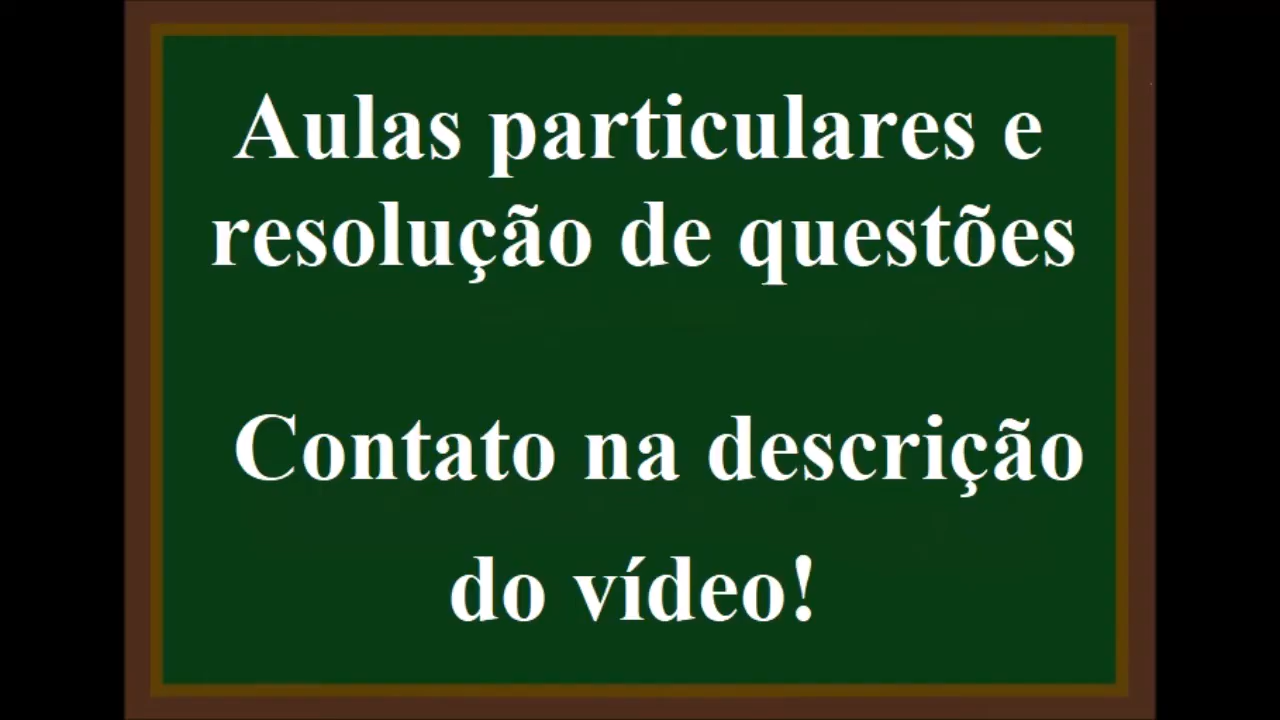 Aulas particulares e
resolução de questões
Contato na descrição
do vídeo!